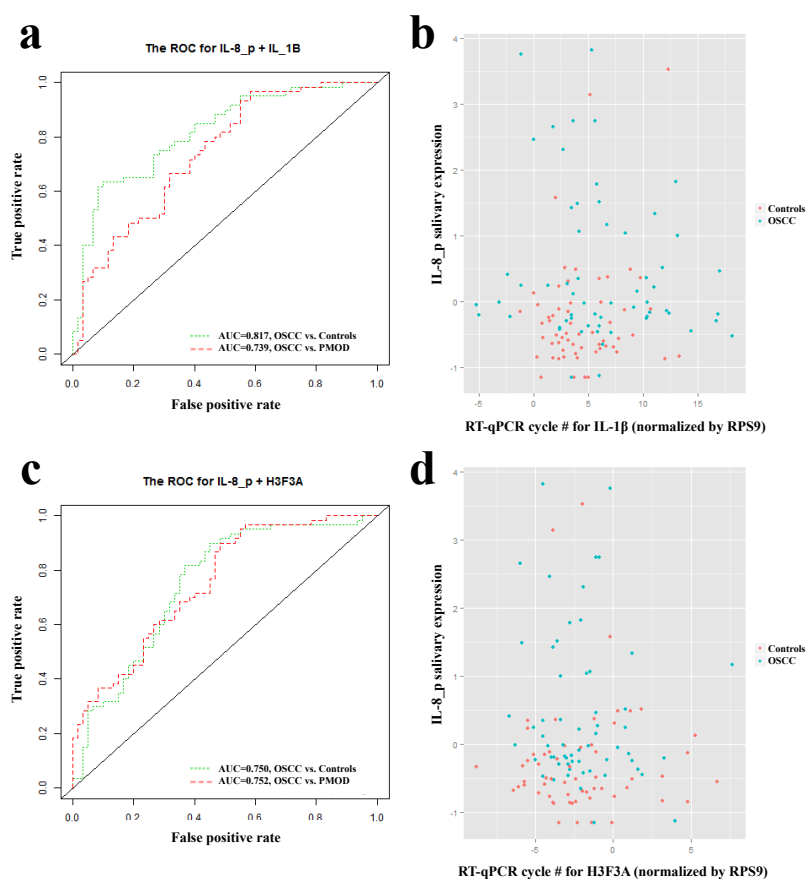 a
The ROC for IL-8_p + IL_1B
True positive rate
1.0
0.8
0.6
0.4
0.2
0.0
AUC=0.817, OSCC vs. Controls
AUC=0.739, OSCC vs. PMOD
0.0 0.2 0.4 0.6 0.8 1.0
False positive rate
b
IL-8_p salivary expression
4
3
2
1
0
-1
-5 0 5 10 15
RT-qPCR cycle # for IL-1β (normalized by RPS9)
Controls
OSCC
c
The ROC for IL-8_p + H3F3A
True positive rate
1.0
0.8
0.6
0.4
0.2
0.0
AUC=0.750, OSCC vs. Controls
AUC=0.752, OSCC vs. PMOD
0.0 0.2 0.4 0.6 0.8 1.0
False positive rate
d
IL-8_p salivary expression
4
3
2
1
0
-1
-5 0 5
RT-qPCR cycle # for H3F3A (normalized by RPS9)
Controls
OSCC